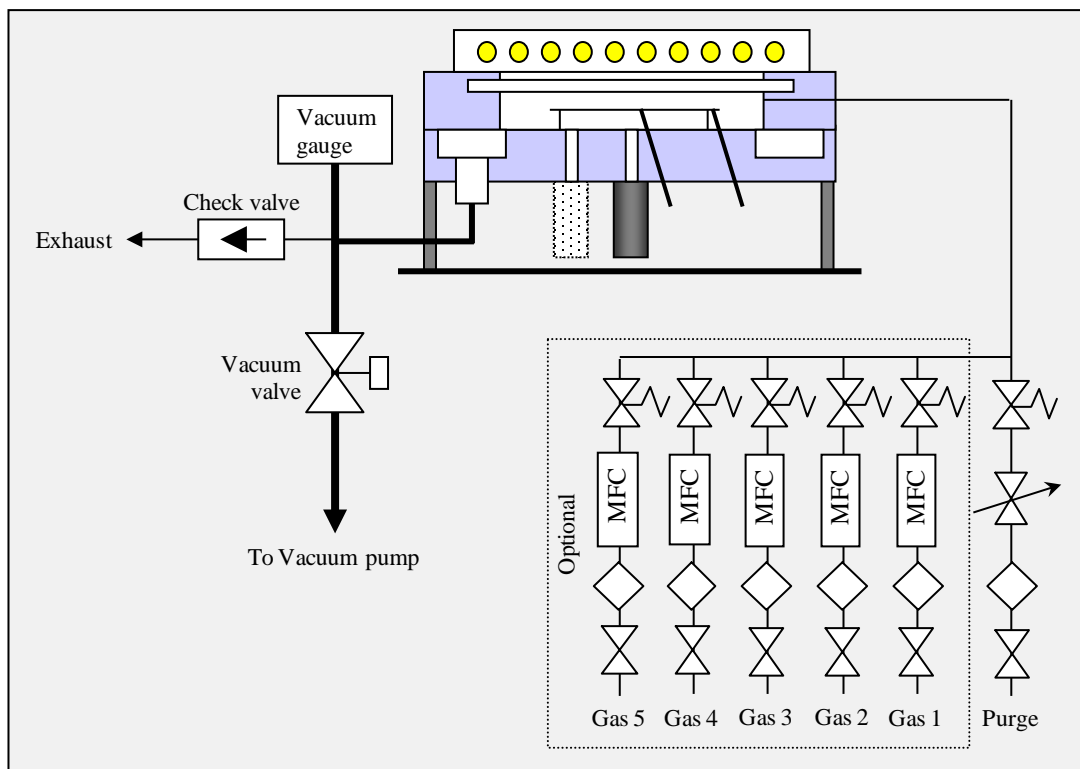 Vacuum
gauge
Check valve
Exhaust
Vacuum
valve
To Vacuum pump
Optional
MFC
MFC
MFC
MFC
MFC
Gas 5
Gas 4
Gas 3
Gas 2
Gas 1
Purge